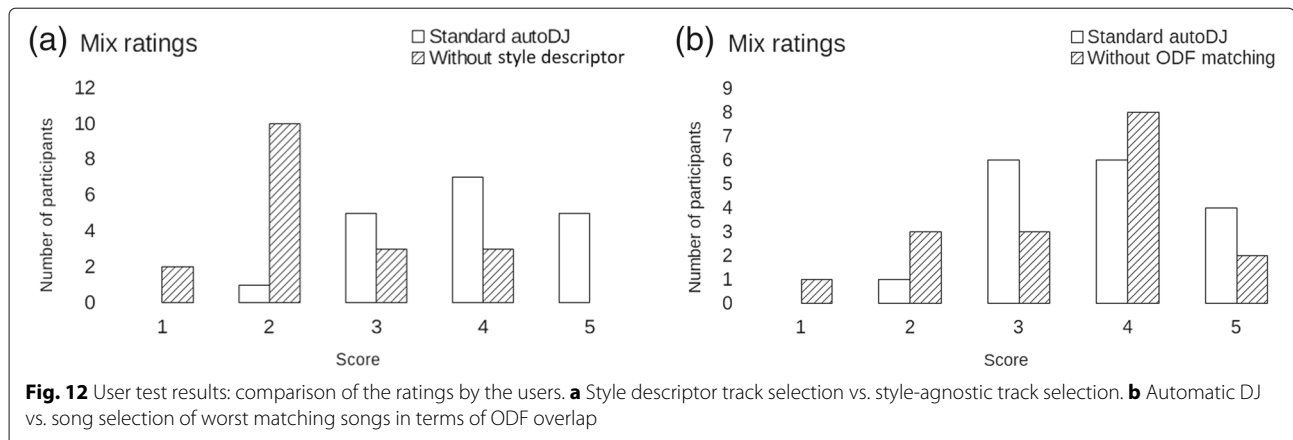 (a) Mix ratings
Standard autoDJ
Without style descriptor
Number of participants
12
10
8
6
4
2
0
1 2 3 4 5
Score
(b) Mix ratings
Standard autoDJ
Without ODF matching
Number of participants
9
8
7
6
5
4
3
2
1
0
1 2 3 4 5
Score
Fig. 12 User test results: comparison of the ratings by the users. a Style descriptor track selection vs. style-agnostic track selection. b Automatic DJ
vs. song selection of worst matching songs in terms of ODF overlap